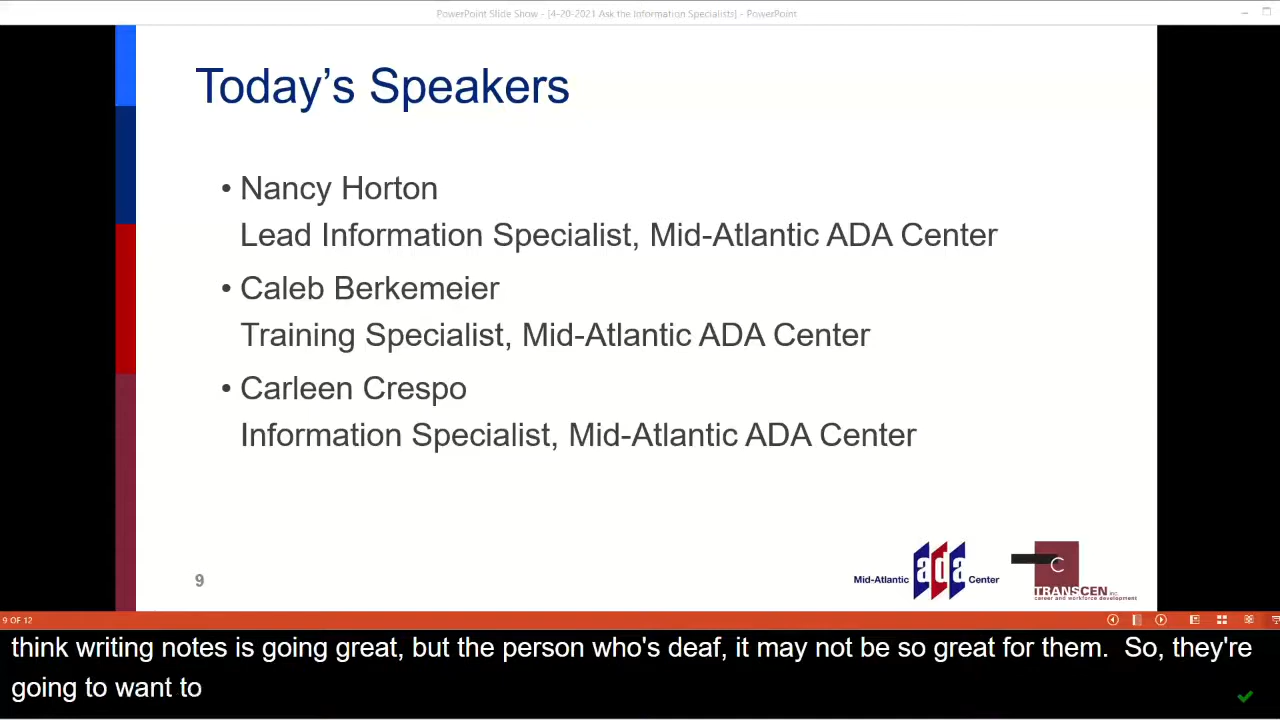 PowerPoint Slide Show - [4-20-2021 Ask the Information Specialists] - PowerPoint
Today's Speakers
• Nancy Horton
Lead Information Specialist, Mid-Atlantic ADA Center
• Caleb Berkemeier
Training Specialist, Mid-Atlantic ADA Center
• Carleen Crespo
Information Specialist, Mid-Atlantic ADA Center
9
Mid-Atlantic ada Center
C
TRANSCEN inc.
career and workforce development
9 OF 12
think writing notes is going great, but the person who's deaf, it may not be so great for them.  So, they're
going to want to